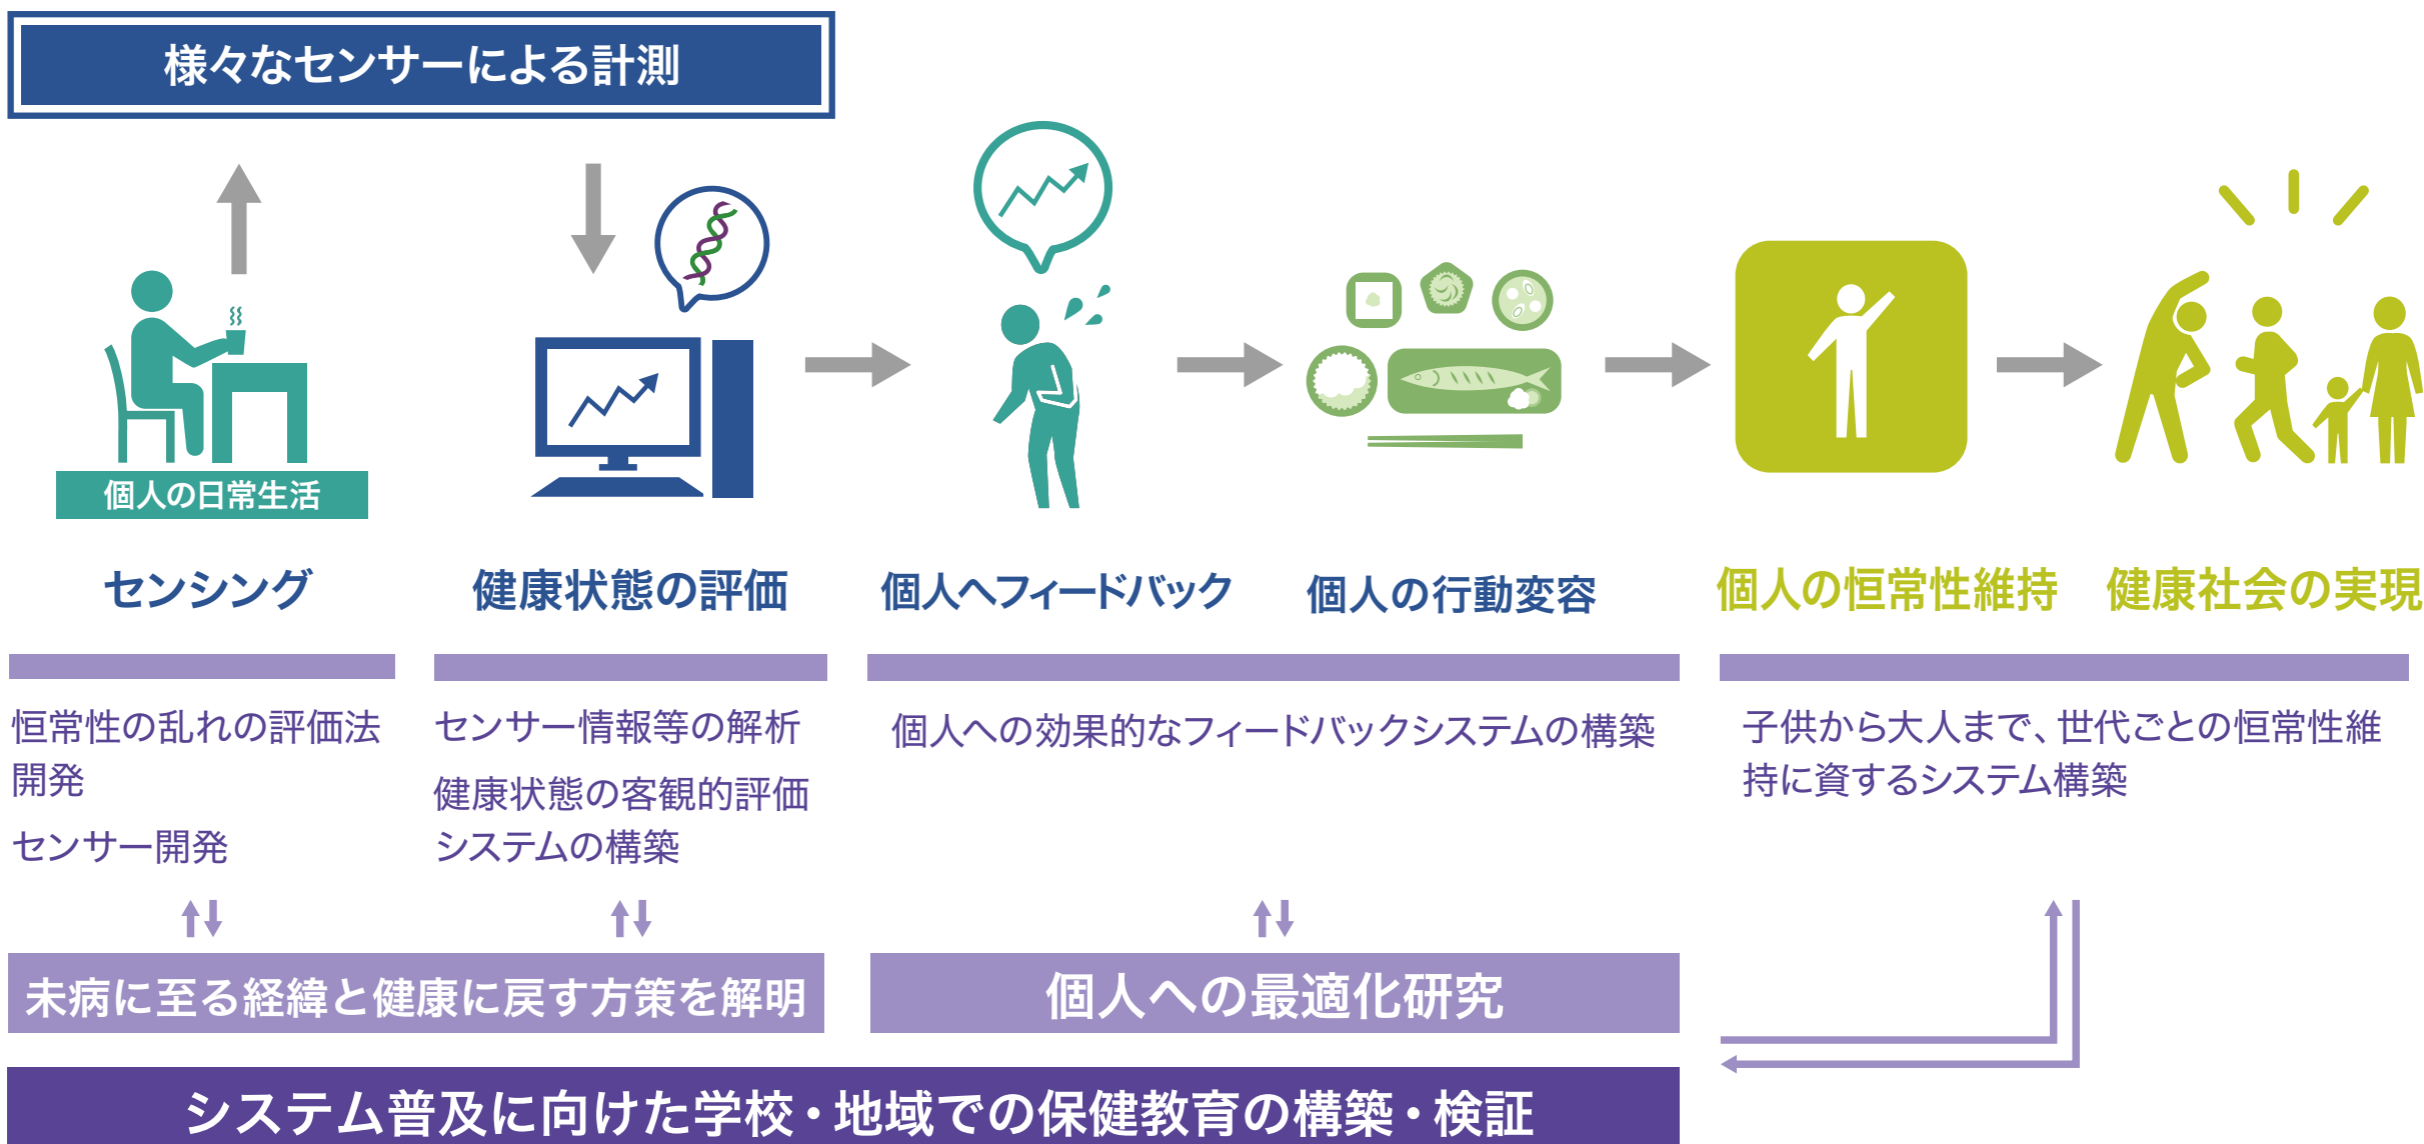 様々なセンサーによる計測
個人の日常生活
センシング
健康状態の評価
個人へフィードバック
個人の行動変容
個人の恒常性維持
健康社会の実現
恒常性の乱れの評価法
開発
センサー開発
センサー情報等の解析
健康状態の客観的評価
システムの構築
個人への効果的なフィードバックシステムの構築
子供から大人まで、世代ごとの恒常性維
持に資するシステム構築
未病に至る経緯と健康に戻す方策を解明
個人への最適化研究
システム普及に向けた学校・地域での保健教育の構築・検証